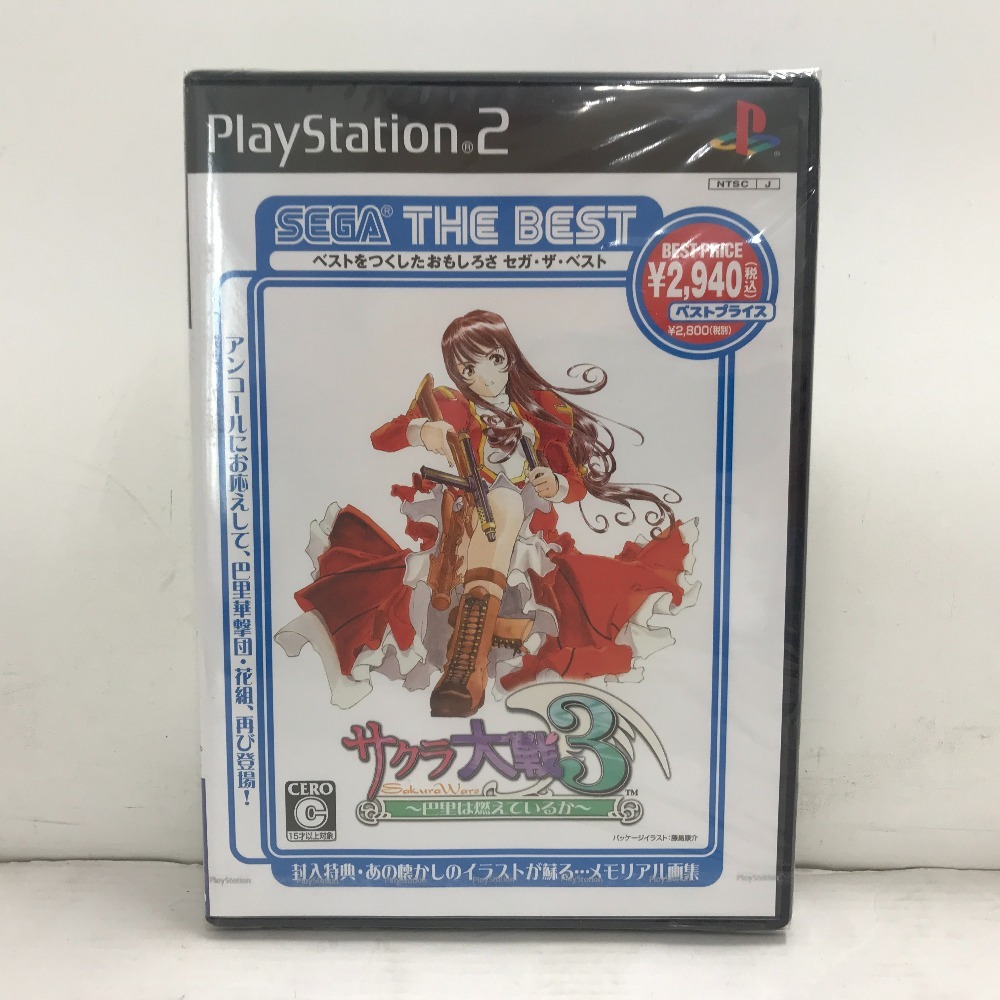 PlayStation®2
NTSC J
SEGA® THE BEST
ベストをつくしたおもしろさ セガ・ザ・ベスト
BEST PRICE
¥2,940(税込)
ベストプライス
¥2,800(税別)
アンコールにお応えして、巴里華撃団・花組、再び登場!
サクラ大戦3™
Sakura Wars
~巴里は燃えているか~
CERO
C
15才以上対象
パッケージイラスト:藤島康介
封入特典・あの懐かしのイラストが蘇る…メモリアル画集
PlayStation PlayStation PlayStation PlayStation PlayStation